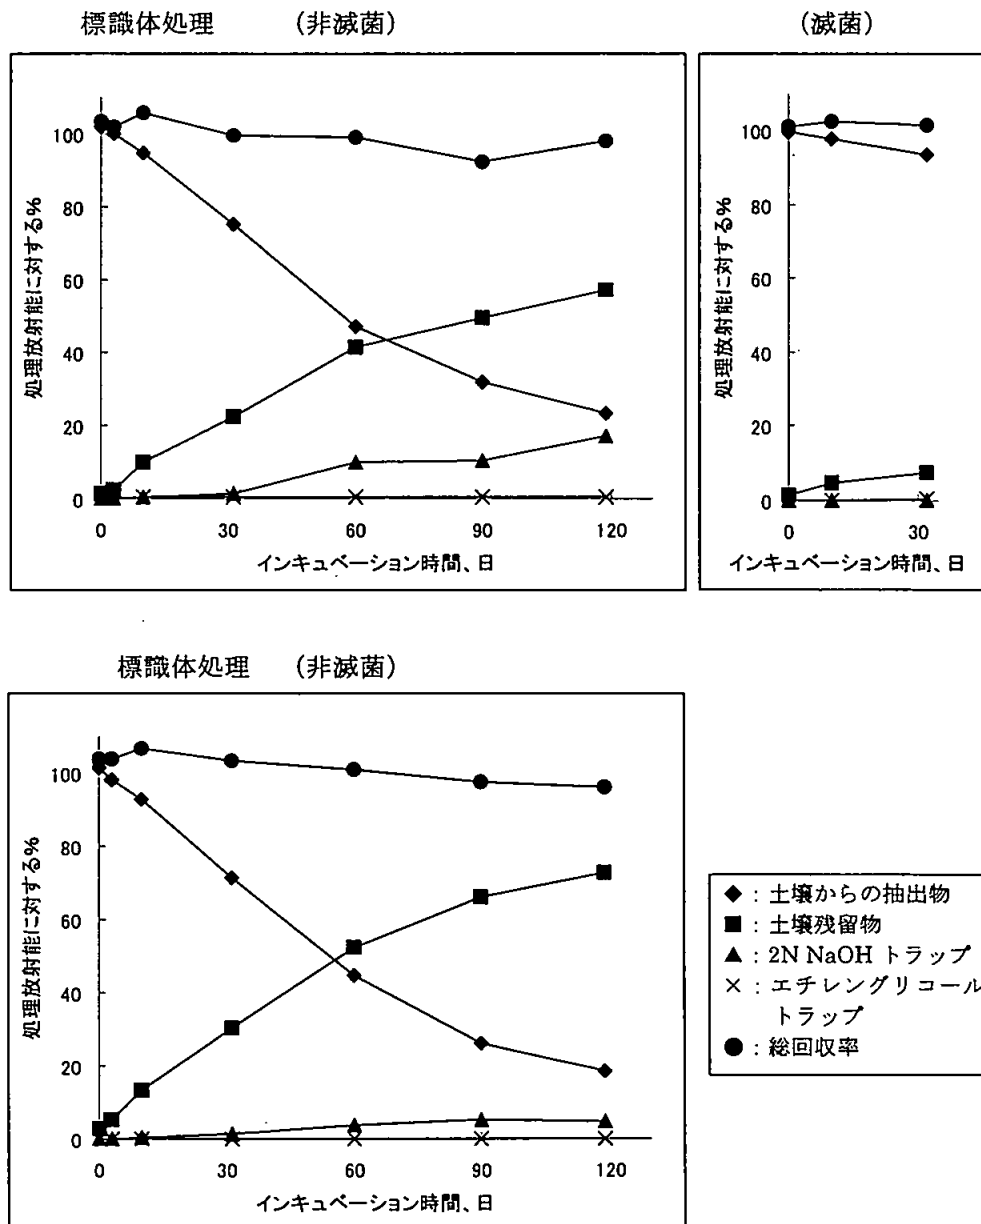 標識体処理 (非滅菌)
(滅菌)
処理放射能に対する%
100
80
60
40
20
0
0 30 60 90 120
インキュベーション時間、日
処理放射能に対する%
100
80
60
40
20
0
0 30
インキュベーション時間、日
標識体処理 (非滅菌)
処理放射能に対する%
100
80
60
40
20
0
0 30 60 90 120
インキュベーション時間、日
◆：土壌からの抽出物
■：土壌残留物
▲：2N NaOH トラップ
×：エチレングリコール
トラップ
●：総回収率